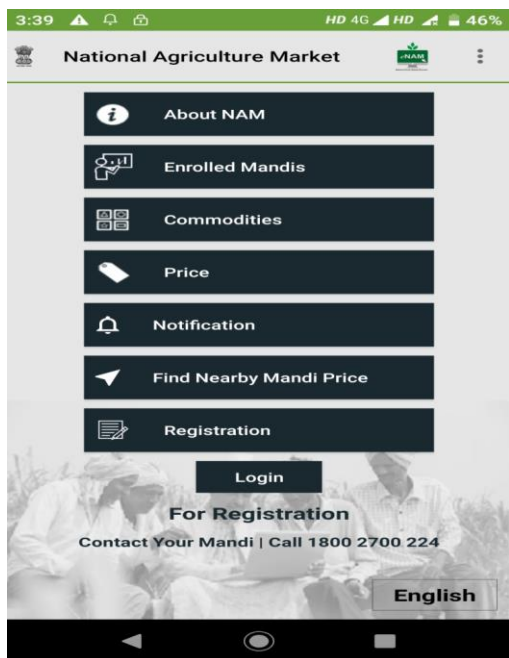 3:39 HD 4G HD 46%
National Agriculture Market
eNAM
About NAM
Enrolled Mandis
Commodities
Price
Notification
Find Nearby Mandi Price
Registration
Login
For Registration
Contact Your Mandi | Call 1800 2700 224
English